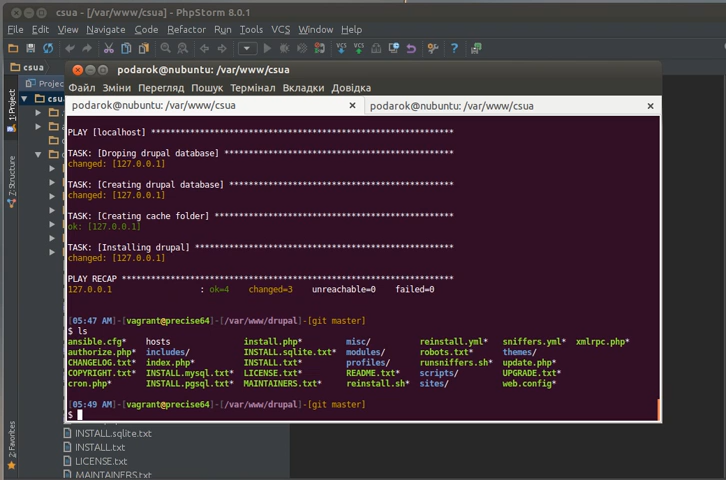 csua - [/var/www/csua] - PhpStorm 8.0.1
File Edit View Navigate Code Refactor Run Tools VCS Window Help
csua
podarok@nubuntu: /var/www/csua
Файл Зміни Перегляд Пошук Термінал Вкладки Довідка
podarok@nubuntu: /var/www/csua
podarok@nubuntu: /var/www/csua
1: Project
7: Structure
2: Favorites
PLAY [localhost] **************************************************************
TASK: [Droping drupal database] ***********************************************
changed: [127.0.0.1]
TASK: [Creating drupal database] **********************************************
changed: [127.0.0.1]
TASK: [Creating cache folder] *************************************************
ok: [127.0.0.1]
TASK: [Installing drupal] *****************************************************
changed: [127.0.0.1]
PLAY RECAP ********************************************************************
127.0.0.1 : ok=4 changed=3 unreachable=0 failed=0
[05:47 AM]-[vagrant@precise64]-[/var/www/drupal]-[git master]
$ ls
ansible.cfg* hosts install.php* misc/ reinstall.yml* sniffers.yml* xmlrpc.php*
authorize.php* includes/ INSTALL.sqlite.txt* modules/ robots.txt* themes/
CHANGELOG.txt* index.php* INSTALL.txt* profiles/ runsniffers.sh* update.php*
COPYRIGHT.txt* INSTALL.mysql.txt* LICENSE.txt* README.txt* scripts/ UPGRADE.txt*
cron.php* INSTALL.pgsql.txt* MAINTAINERS.txt* reinstall.sh* sites/ web.config*
[05:49 AM]-[vagrant@precise64]-[/var/www/drupal]-[git master]
$
INSTALL.sqlite.txt
INSTALL.txt
LICENSE.txt
MAINTAINERS.txt